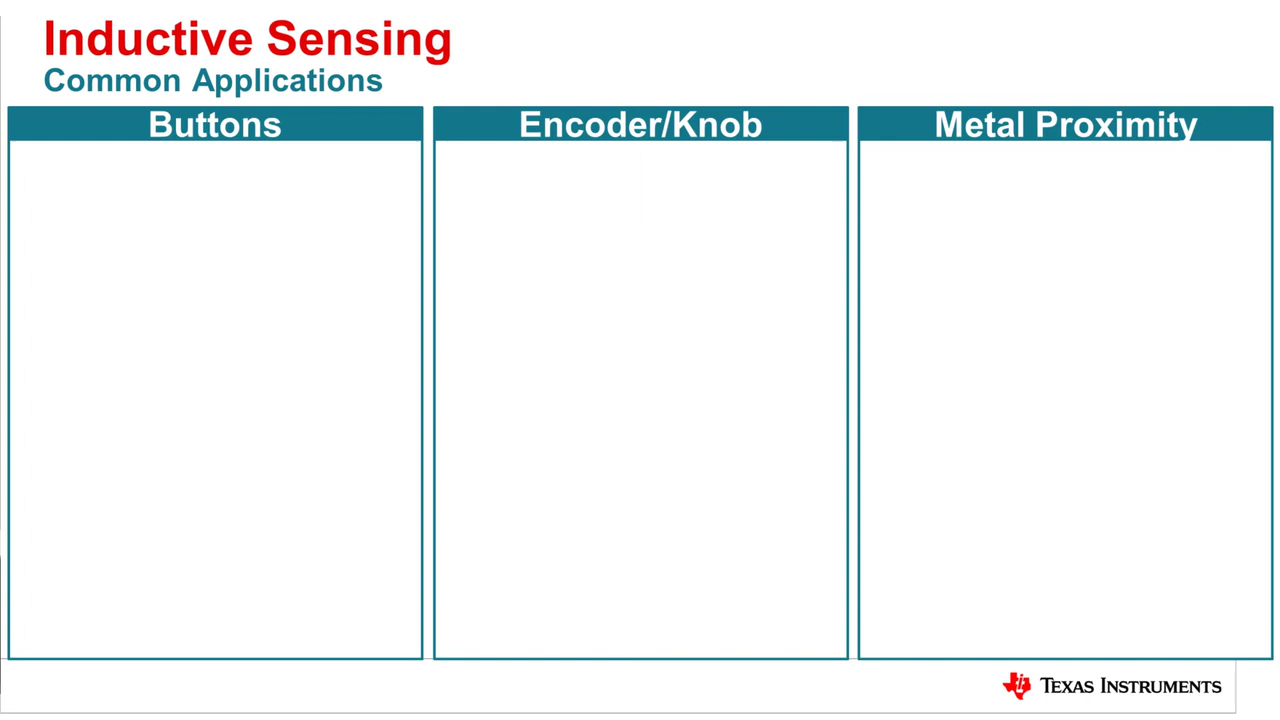 Inductive Sensing
Common Applications
Buttons
Encoder/Knob
Metal Proximity
TEXAS INSTRUMENTS